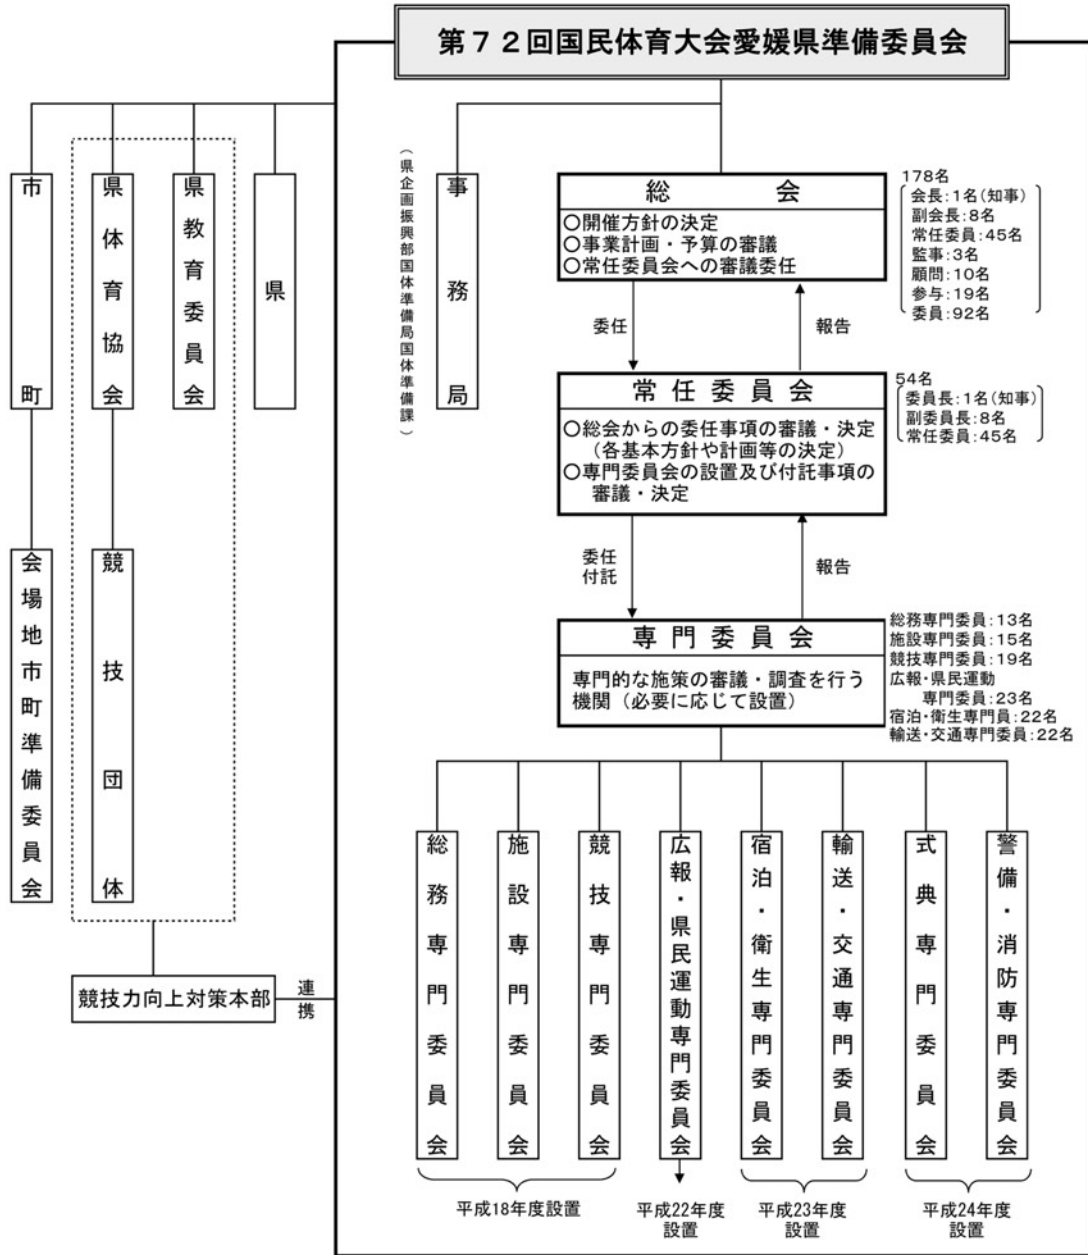 第72回国民体育大会愛媛県準備委員会
市町
県体育協会
県教育委員会
県
事務局
（県企画振興部国体準備局国体準備課）
総会
○開催方針の決定
○事業計画・予算の審議
○常任委員会への審議委任
178名
会長:1名(知事)
副会長:8名
常任委員:45名
監事:3名
顧問:10名
参与:19名
委員:92名
委任
報告
常任委員会
○総会からの委任事項の審議・決定
（各基本方針や計画等の決定）
○専門委員会の設置及び付託事項の
審議・決定
54名
委員長:1名(知事)
副委員長:8名
常任委員:45名
委任
付託
報告
会場地市町準備委員会
競技団体
専門委員会
専門的な施策の審議・調査を行う
機関（必要に応じて設置）
総務専門委員:13名
施設専門委員:15名
競技専門委員:19名
広報・県民運動
専門委員:23名
宿泊・衛生専門員:22名
輸送・交通専門委員:22名
競技力向上対策本部
連携
総務専門委員会
施設専門委員会
競技専門委員会
広報・県民運動専門委員会
宿泊・衛生専門委員会
輸送・交通専門委員会
式典専門委員会
警備・消防専門委員会
平成18年度設置
平成22年度
設置
平成23年度
設置
平成24年度
設置